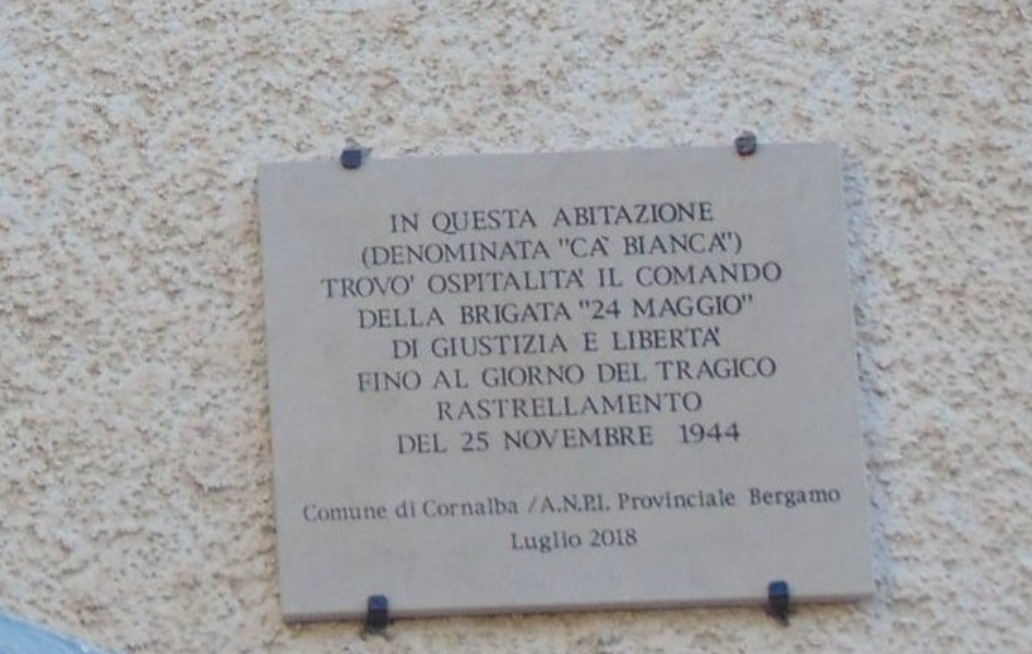 IN QUESTA ABITAZIONE
(DENOMINATA "CA' BIANCA")
TROVO' OSPITALITA' IL COMANDO
DELLA BRIGATA "24 MAGGIO"
DI GIUSTIZIA E LIBERTA'
FINO AL GIORNO DEL TRAGICO
RASTRELLAMENTO
DEL 25 NOVEMBRE 1944
Comune di Cornalba / A.N.P.I. Provinciale Bergamo
Luglio 2018